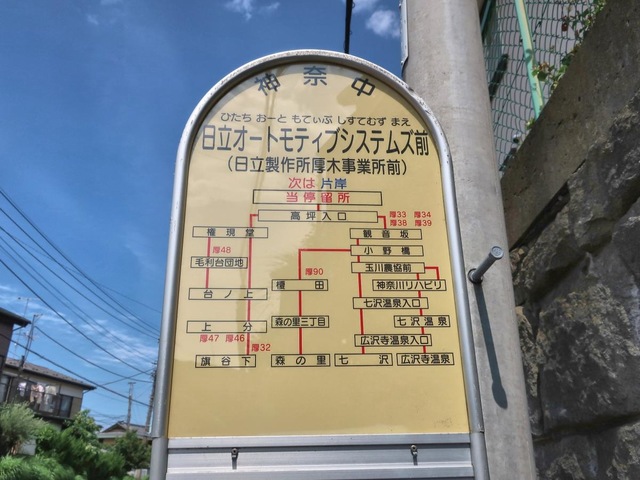 神奈中
ひたち おーと もてぃぶ しすてむず まえ
日立オートモティブシステムズ前
(日立製作所厚木事業所前)
次は 片岸
当停留所
高坪入口
厚33 厚34
厚38 厚39
権現堂
観音坂
厚48
小野橋
毛利台団地
玉川農協前
厚90
榎田
神奈川リハビリ
台ノ上
七沢温泉入口
上分
森の里三丁目
七沢温泉
厚47 厚46
広沢寺温泉入口
厚32
旗谷下
森の里
七沢
広沢寺温泉